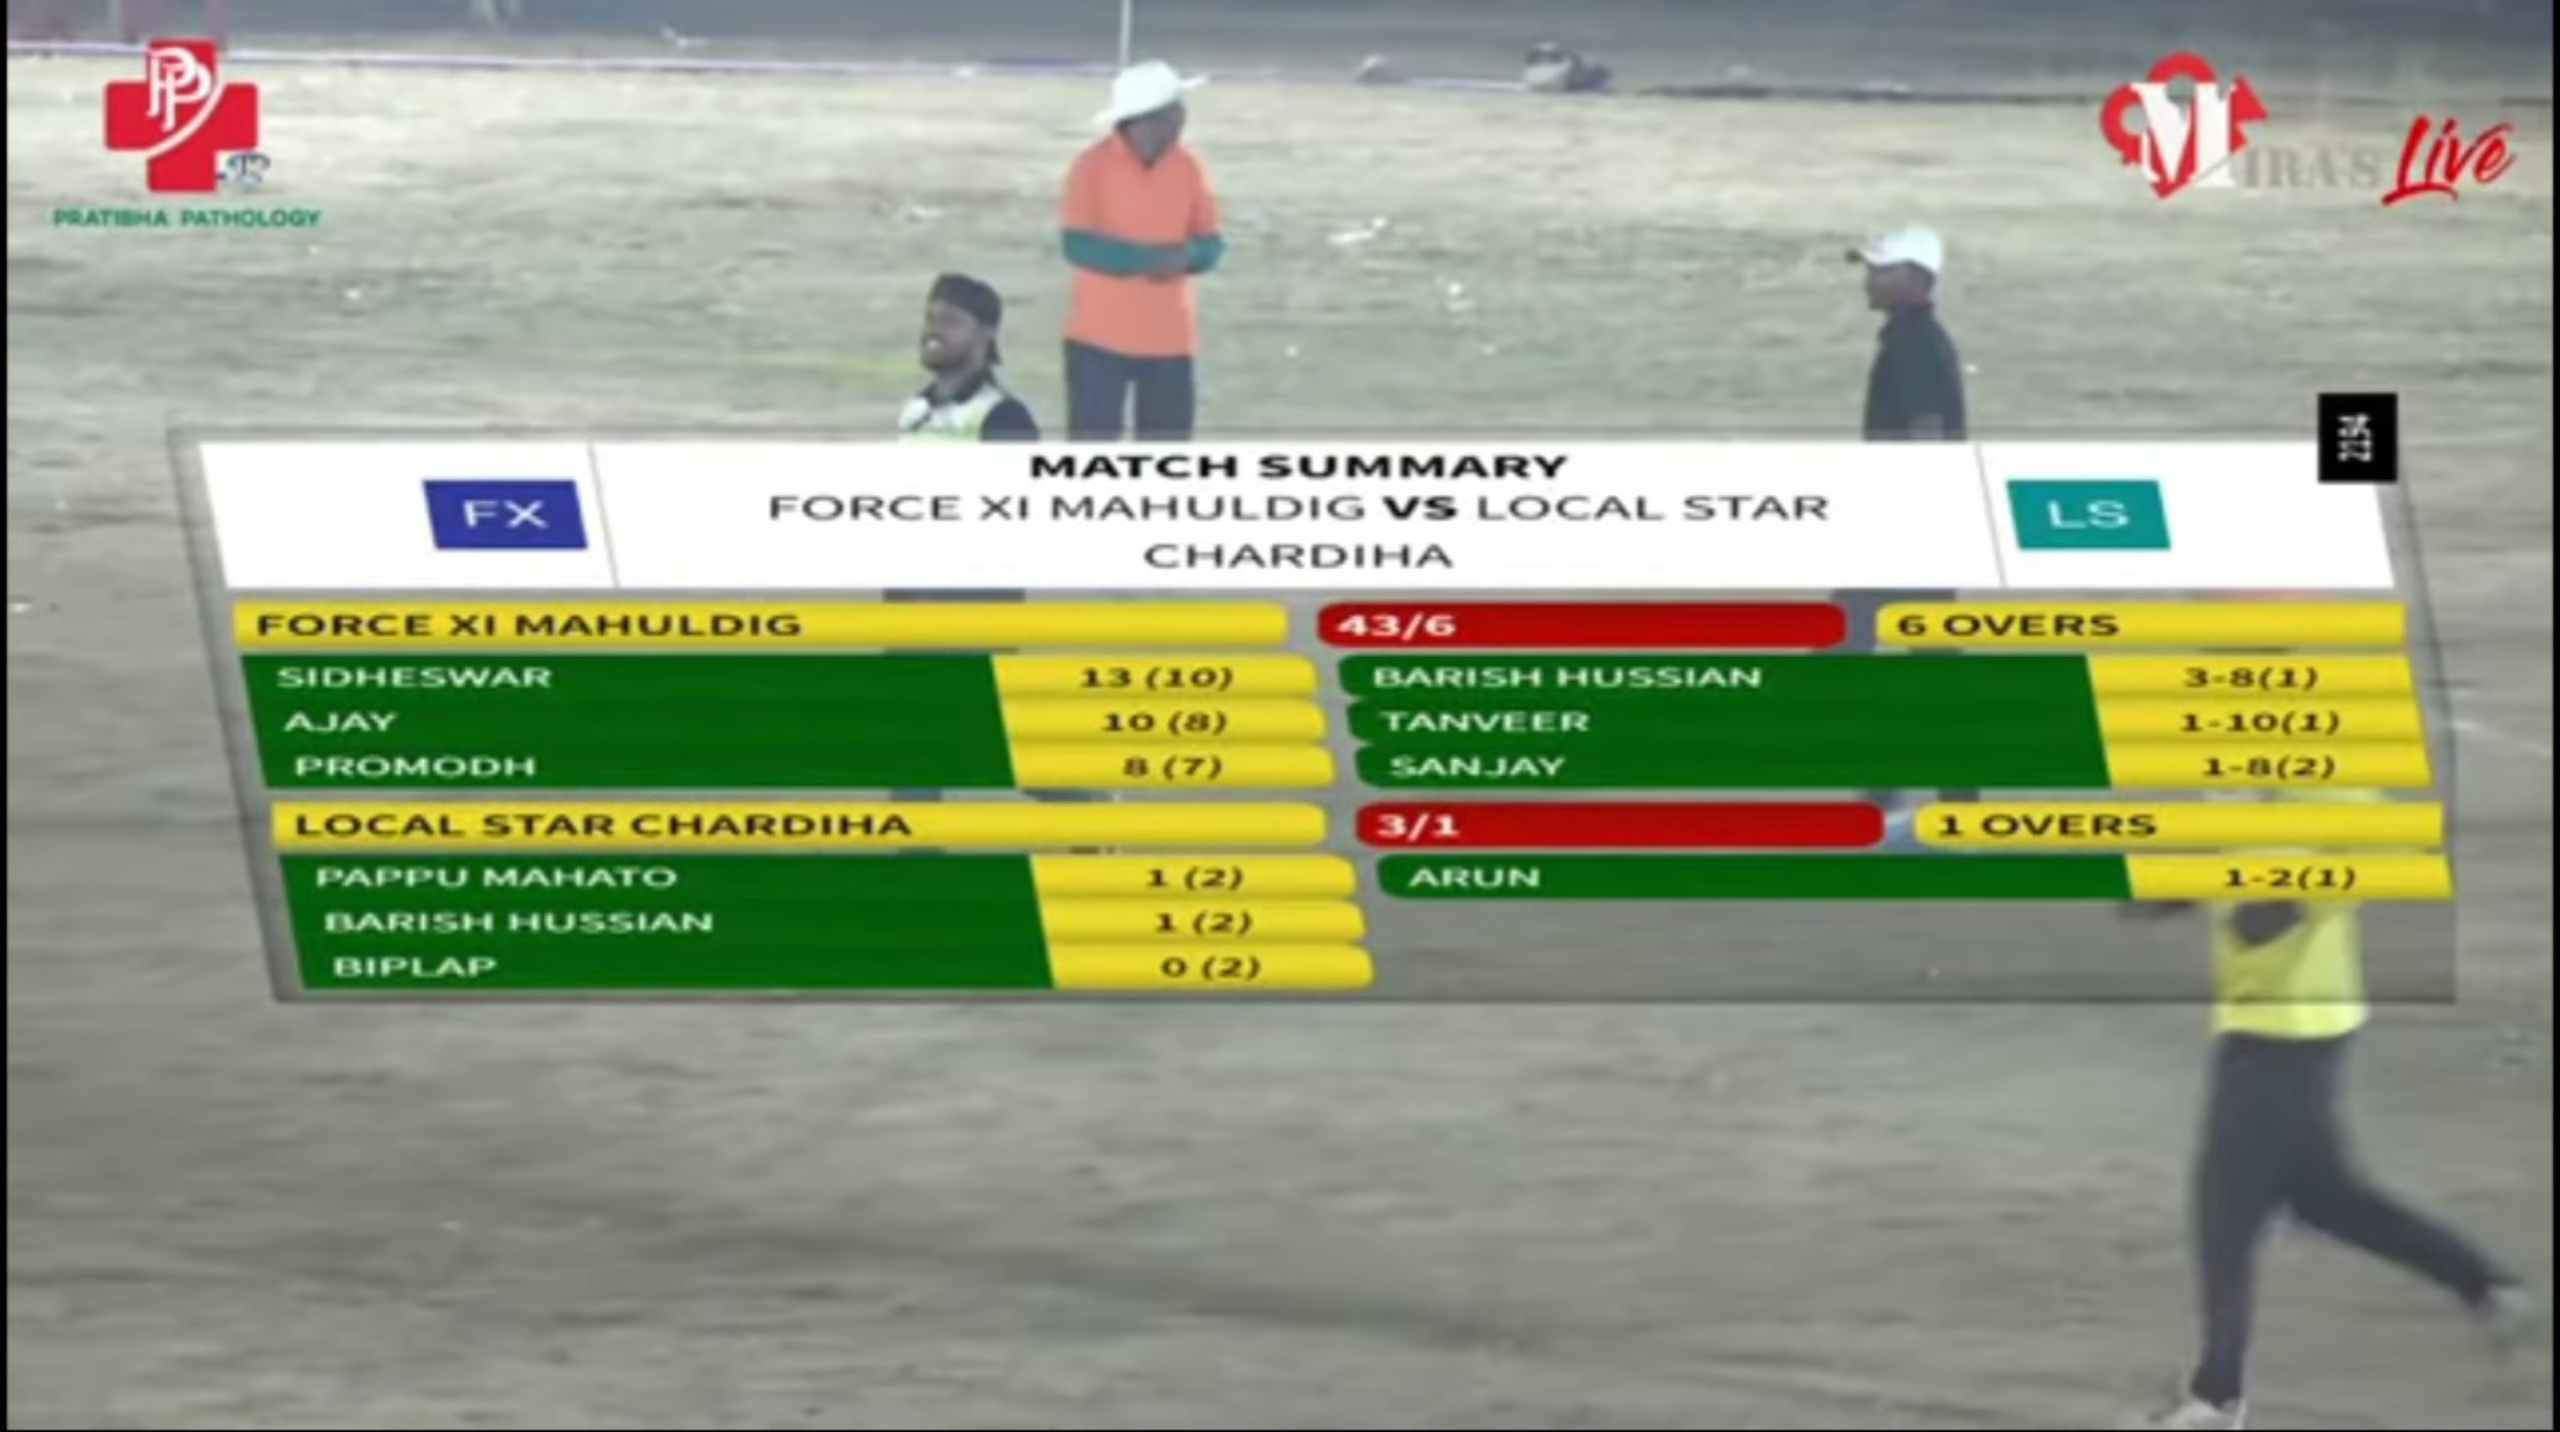 PP
PRATIBHA PATHOLOGY
MIRA'S Live
2194
MATCH SUMMARY
FX
FORCE XI MAHULDIG VS LOCAL STAR
CHARDIHA
LS
FORCE XI MAHULDIG 43/6 6 OVERS
SIDHESWAR 13 (10) BARISH HUSSIAN 3-8(1)
AJAY 10 (8) TANVEER 1-10(1)
PROMODH 8 (7) SANJAY 1-8(2)
LOCAL STAR CHARDIHA 3/1 1 OVERS
PAPPU MAHATO 1 (2) ARUN 1-2(1)
BARISH HUSSIAN 1 (2)
BIPLAP 0 (2)